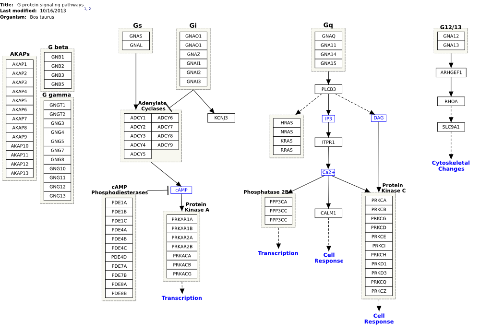 Title: G protein signaling pathways
Last modified: 10/16/2013
Organism: Bos taurus
Gs
GNAS
GNAL
Gi
GNAO1
GNAO1
GNAZ
GNAI1
GNAI2
GNAI3
Gq
GNAQ
GNA11
GNA14
GNA15
G12/13
GNA12
GNA13
AKAPs
AKAP1
AKAP2
AKAP3
AKAP4
AKAP5
AKAP6
AKAP7
AKAP8
AKAP9
AKAP10
AKAP11
AKAP12
AKAP13
G beta
GNB1
GNB2
GNB3
GNB5
G gamma
GNGT1
GNGT2
GNG3
GNG4
GNG5
GNG7
GNG8
GNG10
GNG11
GNG12
GNG13
Adenylate
Cyclases
ADCY1
ADCY2
ADCY3
ADCY4
ADCY5
ADCY6
ADCY7
ADCY8
ADCY9
KCNJ3
PLCB3
HRAS
NRAS
KRAS
RRAS
IP3
DAG
ITPR1
Ca2+
ARHGEF1
RHOA
SLC9A1
Cytoskeletal
Changes
cAMP
Phosphodiesterases
PDE1A
PDE1B
PDE1C
PDE4A
PDE4B
PDE4C
PDE4D
PDE7A
PDE7B
PDE8A
PDE8B
cAMP
Protein
Kinase A
PRKAR1A
PRKAR1B
PRKAR2A
PRKAR2B
PRKACA
PRKACB
PRKACG
Transcription
Phosphatase 2BA
PPP3CA
PPP3CC
PPP3CC
Transcription
CALM1
Cell
Response
Protein
Kinase C
PRKCA
PRKCB
PRKCG
PRKCD
PRKCE
PRKCI
PRKCH
PRKD1
PRKD3
PRKCQ
PRKCZ
Cell
Response